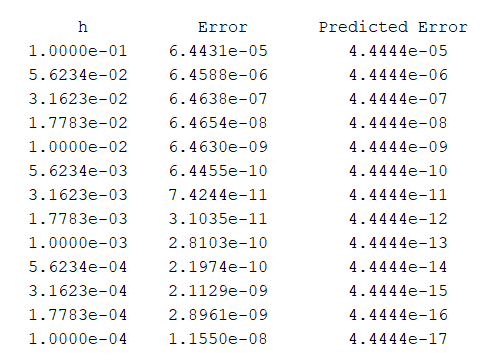 h Error Predicted Error
1.0000e-01 6.4431e-05 4.4444e-05
5.6234e-02 6.4588e-06 4.4444e-06
3.1623e-02 6.4638e-07 4.4444e-07
1.7783e-02 6.4654e-08 4.4444e-08
1.0000e-02 6.4630e-09 4.4444e-09
5.6234e-03 6.4455e-10 4.4444e-10
3.1623e-03 7.4244e-11 4.4444e-11
1.7783e-03 3.1035e-11 4.4444e-12
1.0000e-03 2.8103e-10 4.4444e-13
5.6234e-04 2.1974e-10 4.4444e-14
3.1623e-04 2.1129e-09 4.4444e-15
1.7783e-04 2.8961e-09 4.4444e-16
1.0000e-04 1.1550e-08 4.4444e-17